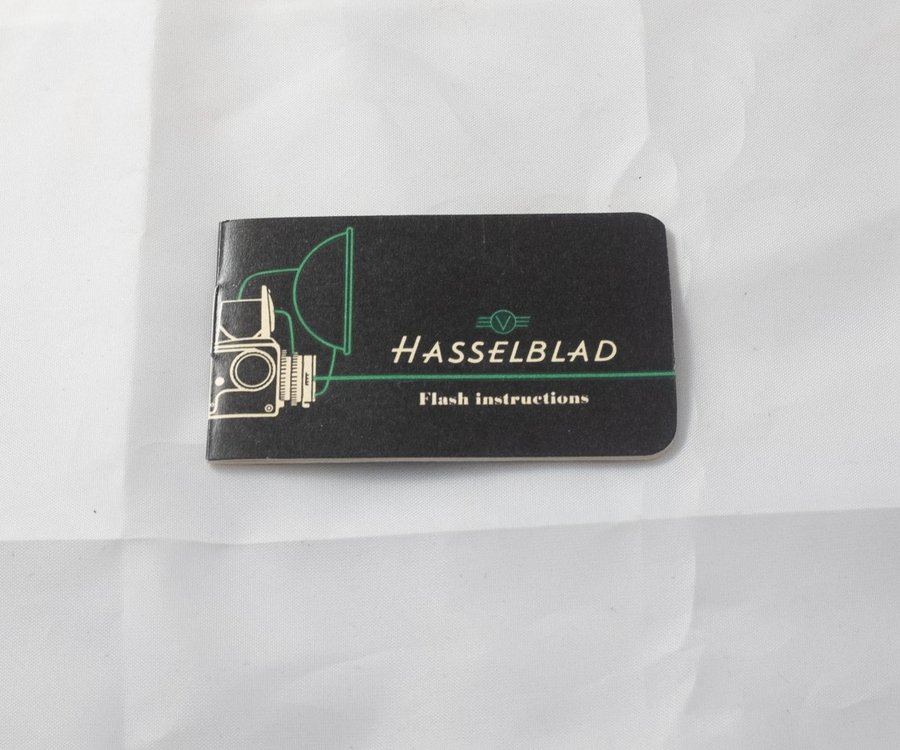 V
HASSELBLAD
Flash instructions